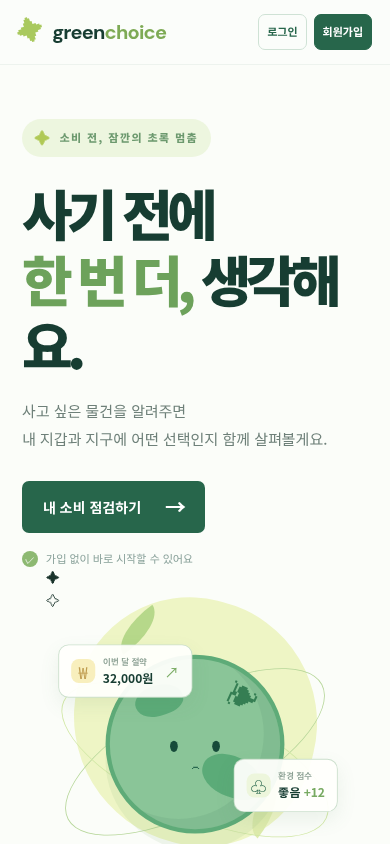 greenchoice
로그인
회원가입
소비 전, 잠깐의 초록 멈춤
사기 전에
한 번 더, 생각해
요.
사고 싶은 물건을 알려주면
내 지갑과 지구에 어떤 선택인지 함께 살펴볼게요.
내 소비 점검하기 →
가입 없이 바로 시작할 수 있어요
이번 달 절약
₩ 32,000원 ↗
환경 점수
좋음 +12